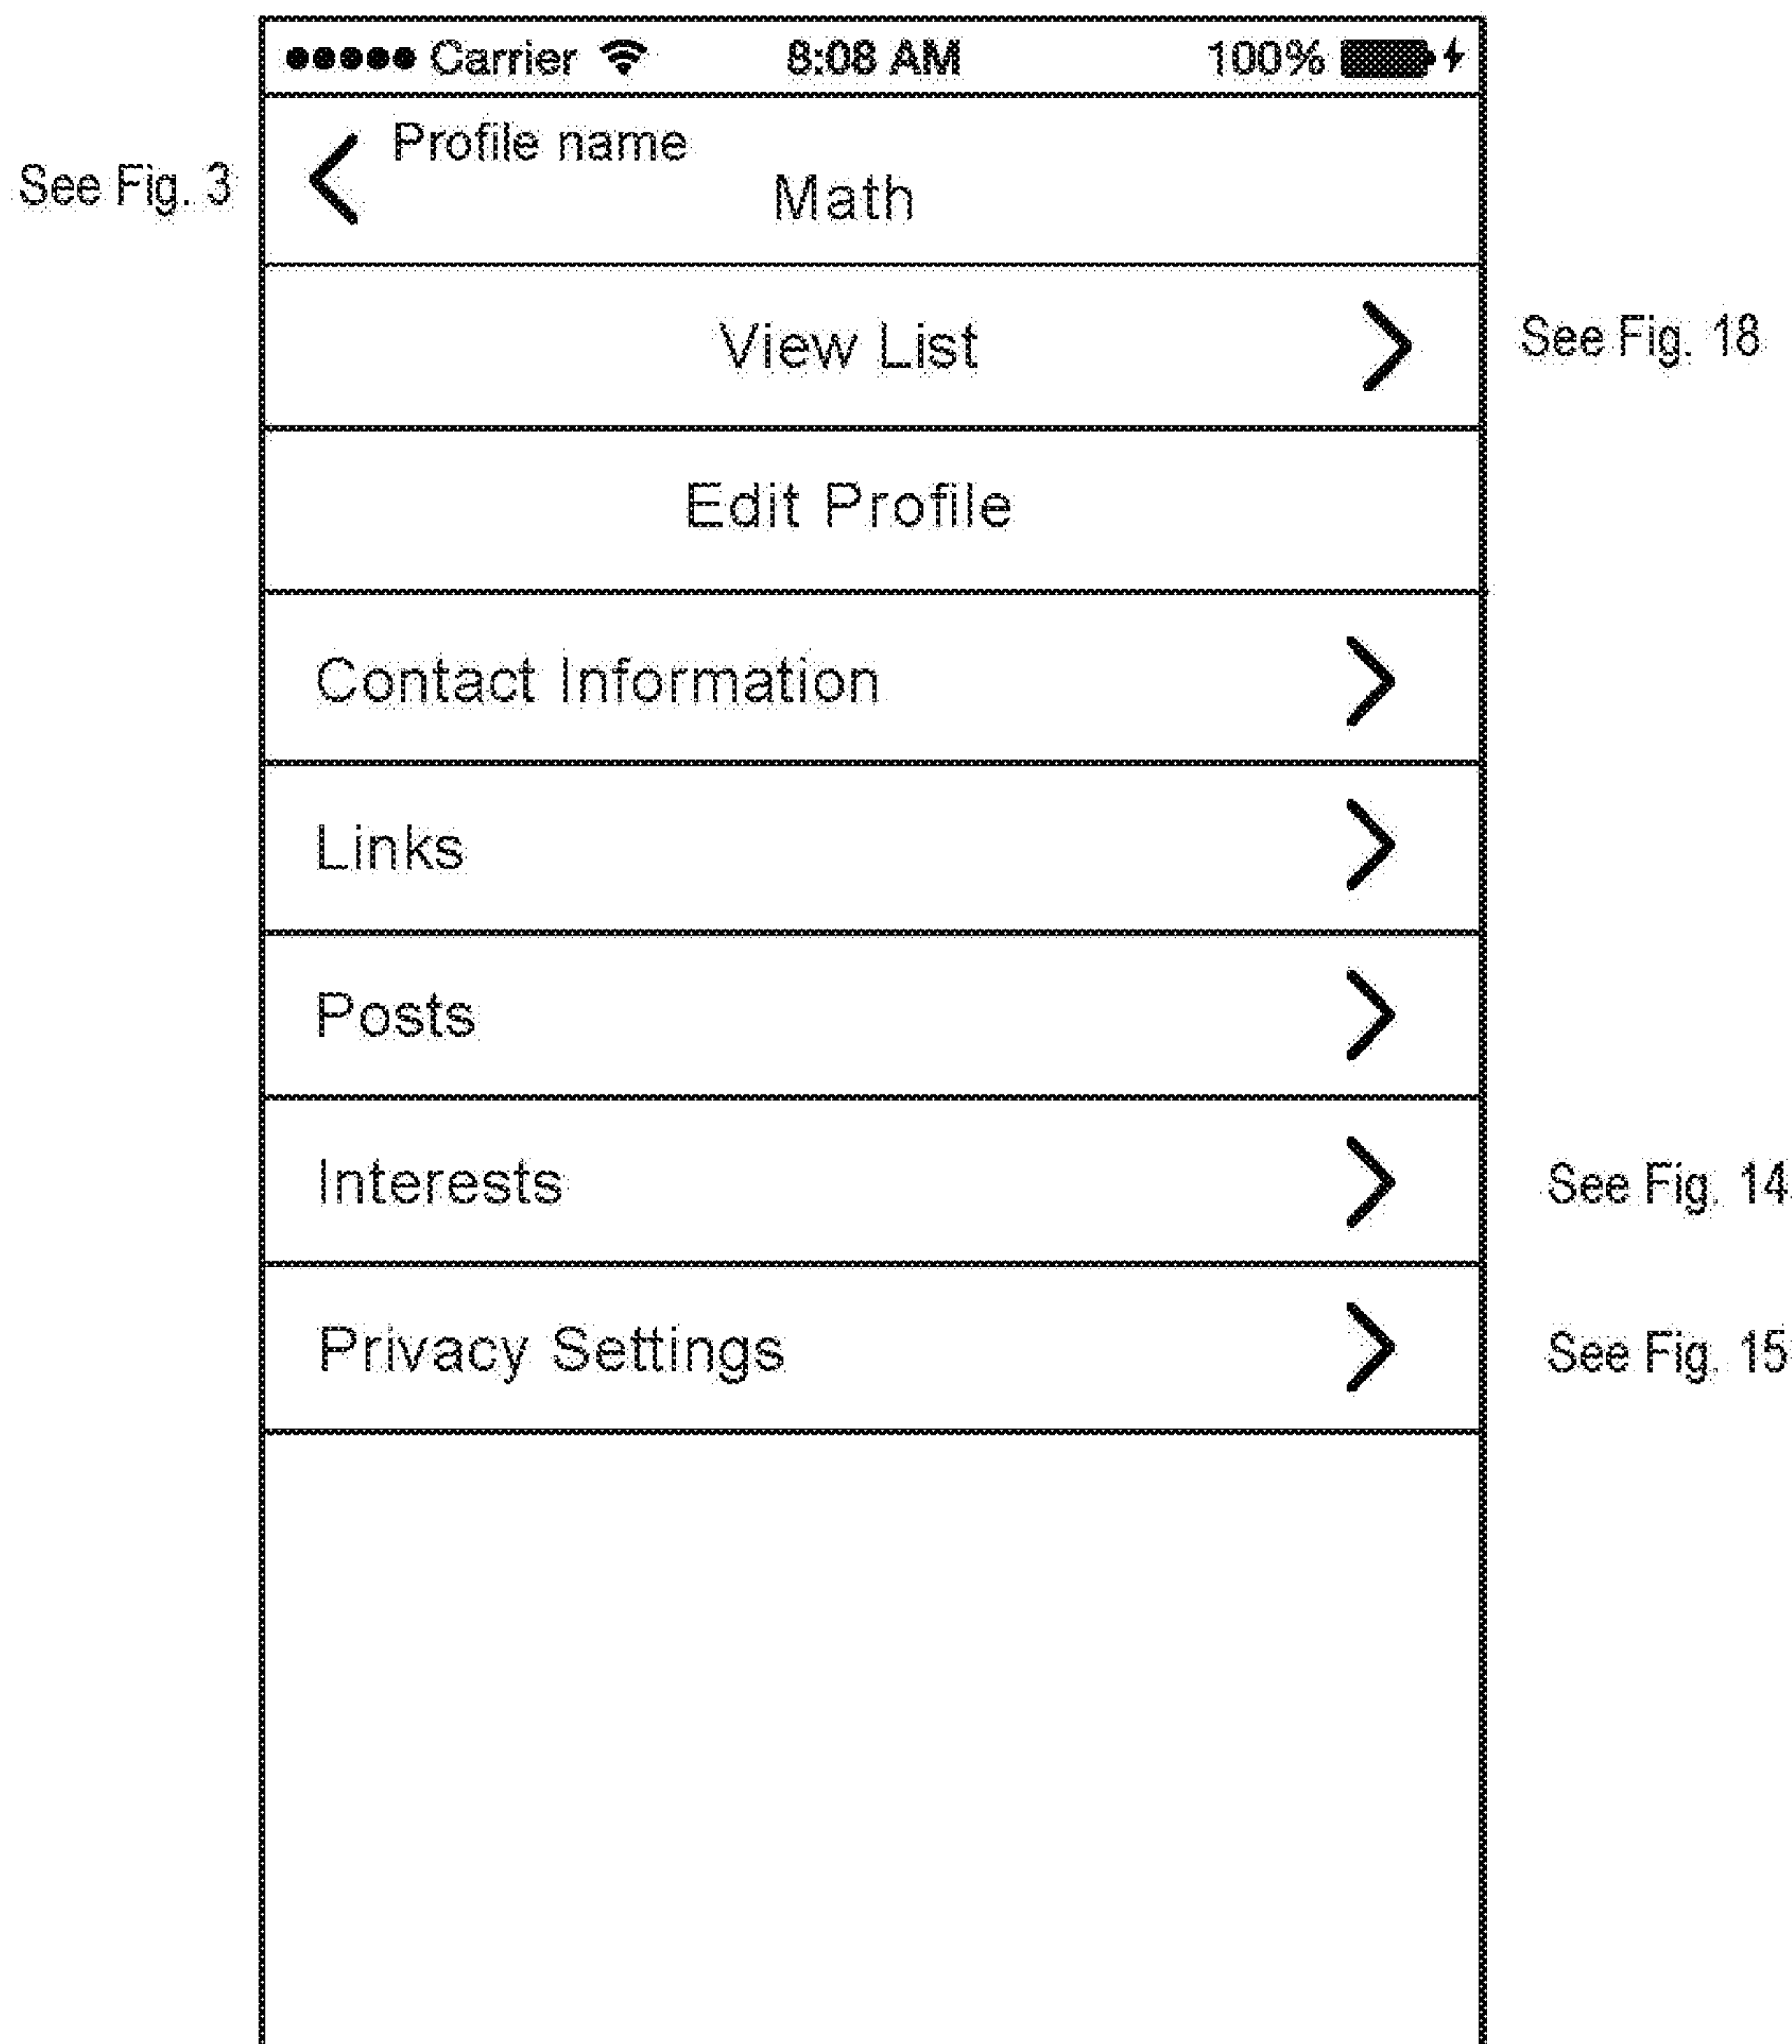 Carrier 8:08 AM 100%
Profile name
See Fig. 3
Math
View List
See Fig. 18
Edit Profile
Contact Information
Links
Posts
Interests
See Fig. 14
Privacy Settings
See Fig. 15